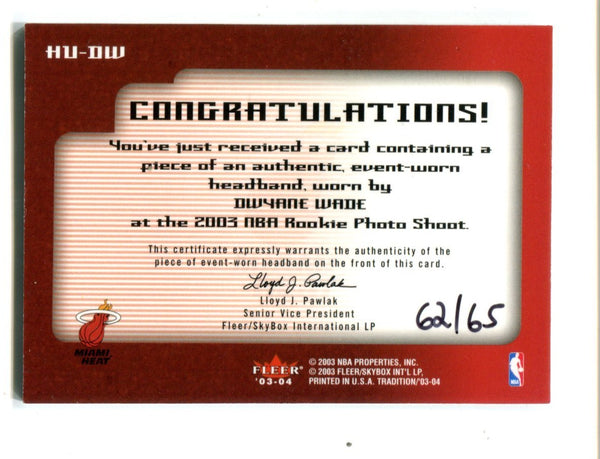 HU-DW
CONGRATULATIONS!
You've just received a card containing a
piece of an authentic, event-worn
headband, worn by
DWYANE WADE
at the 2003 NBA Rookie Photo Shoot.
This certificate expressly warrants the authenticity of the
piece of event-worn headband on the front of this card.
Lloyd J. Pawlak
Lloyd J. Pawlak
Senior Vice President
Fleer/SkyBox International LP
62/65
MIAMI
HEAT
FLEER
'03-04
© 2003 NBA PROPERTIES, INC.
© 2003 FLEER/SKYBOX INT'L LP,
PRINTED IN U.S.A. TRADITION/'03-04
NBA